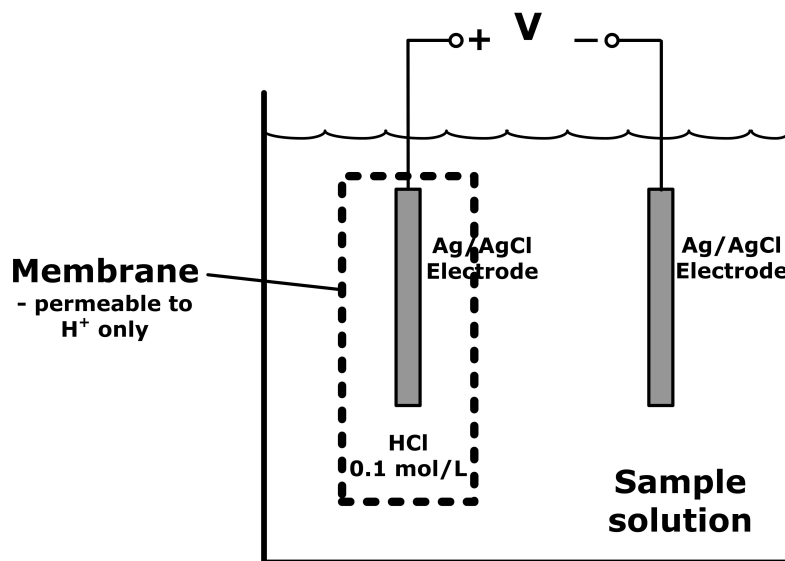 + V −
Ag/AgCl
Electrode
Ag/AgCl
Electrode
Membrane
- permeable to
H⁺ only
HCl
0.1 mol/L
Sample
solution